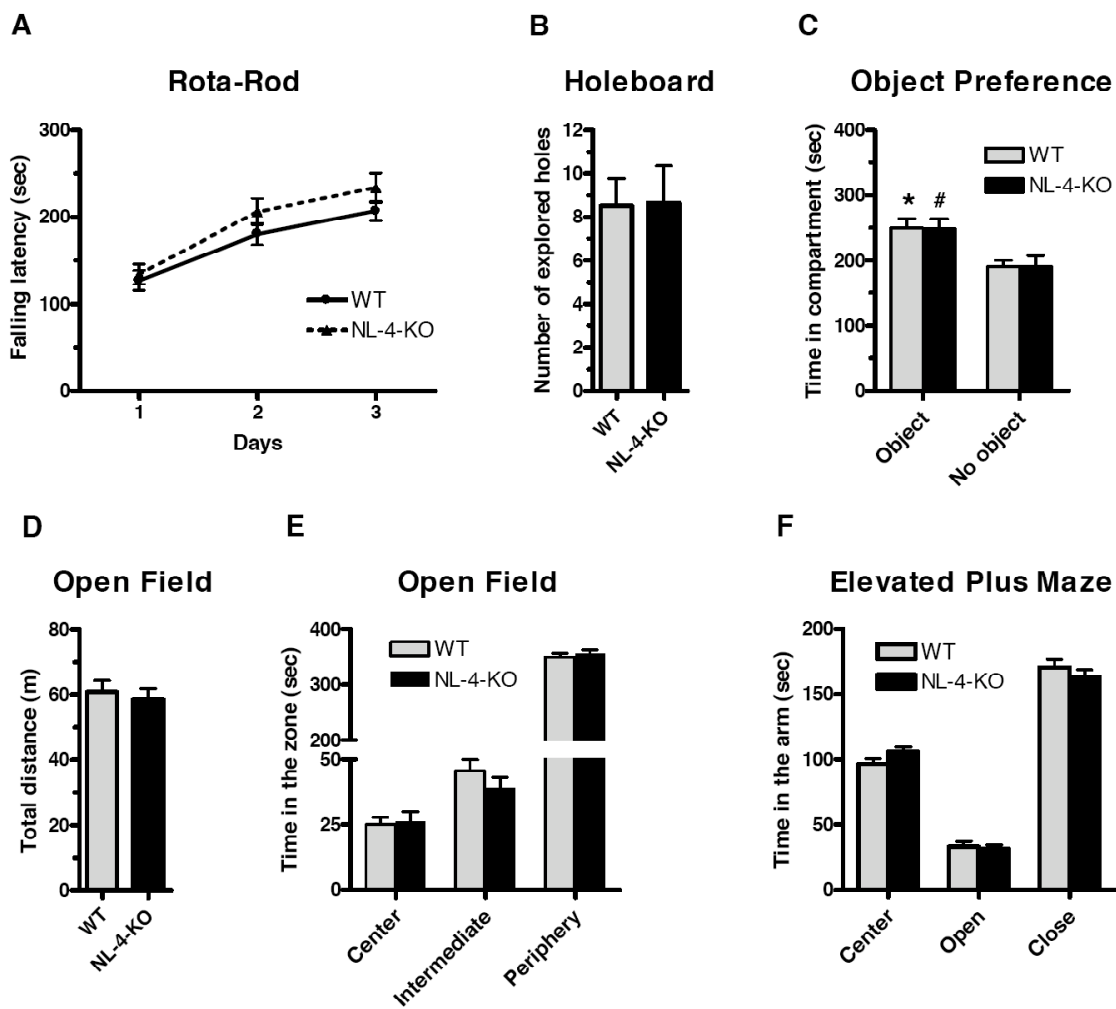 A
Rota-Rod
Falling latency (sec)
300
200
100
0
WT
NL-4-KO
1 2 3
Days
B
Holeboard
Number of explored holes
12
10
8
6
4
2
0
WT
NL-4-KO
C
Object Preference
Time in compartment (sec)
400
300
200
100
0
WT
NL-4-KO
* #
Object
No object
D
Open Field
Total distance (m)
80
60
40
20
0
WT
NL-4-KO
E
Open Field
Time in the zone (sec)
400
300
200
50
25
0
WT
NL-4-KO
Center
Intermediate
Periphery
F
Elevated Plus Maze
Time in the arm (sec)
200
150
100
50
0
WT
NL-4-KO
Center
Open
Close